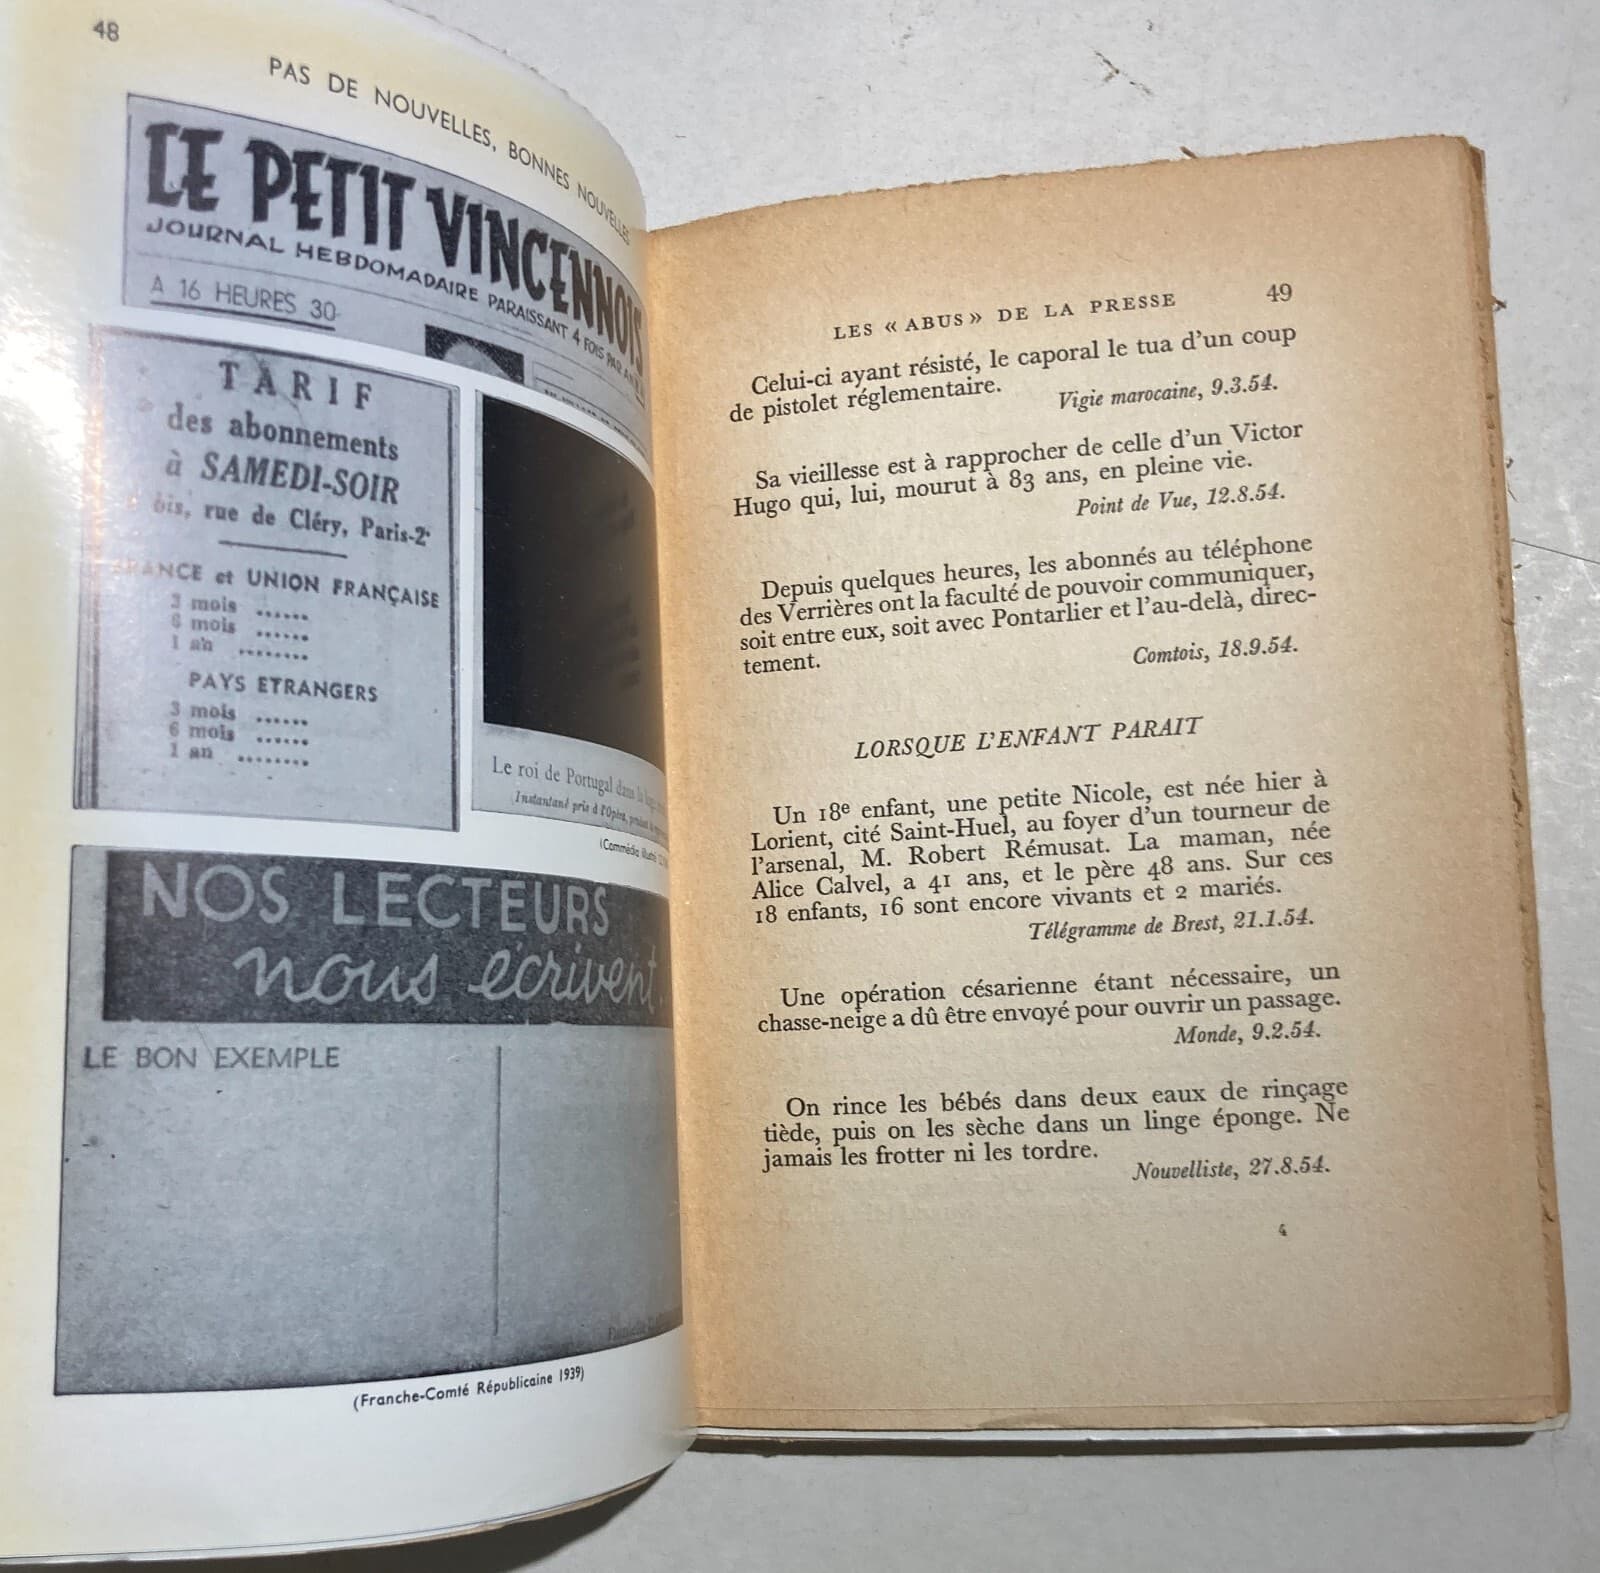 48
PAS DE NOUVELLES, BONNES NOUVELLES
LE PETIT VINCENNOIS
JOURNAL HEBDOMADAIRE PARAISSANT 4 FOIS PAR AN
A 16 HEURES 30
TARIF
des abonnements
à SAMEDI-SOIR
bis, rue de Cléry, Paris-2e
FRANCE et UNION FRANÇAISE
3 mois ......
6 mois ......
1 an ........
PAYS ETRANGERS
3 mois ......
6 mois ......
1 an ........
Le roi de Portugal dans la
Instantané pris à l'Opéra,
(Commédia illustré
NOS LECTEURS
nous écrivent.
LE BON EXEMPLE
(Franche-Comté Républicaine 1939)
LES « ABUS » DE LA PRESSE 49
Celui-ci ayant résisté, le caporal le tua d'un coup
de pistolet réglementaire.
Vigie marocaine, 9.3.54.
Sa vieillesse est à rapprocher de celle d'un Victor
Hugo qui, lui, mourut à 83 ans, en pleine vie.
Point de Vue, 12.8.54.
Depuis quelques heures, les abonnés au téléphone
des Verrières ont la faculté de pouvoir communiquer,
soit entre eux, soit avec Pontarlier et l'au-delà, direc-
tement.
Comtois, 18.9.54.
LORSQUE L'ENFANT PARAIT
Un 18e enfant, une petite Nicole, est née hier à
Lorient, cité Saint-Huel, au foyer d'un tourneur de
l'arsenal, M. Robert Rémusat. La maman, née
Alice Calvel, a 41 ans, et le père 48 ans. Sur ces
18 enfants, 16 sont encore vivants et 2 mariés.
Télégramme de Brest, 21.1.54.
Une opération césarienne étant nécessaire, un
chasse-neige a dû être envoyé pour ouvrir un passage.
Monde, 9.2.54.
On rince les bébés dans deux eaux de rinçage
tiède, puis on les sèche dans un linge éponge. Ne
jamais les frotter ni les tordre.
Nouvelliste, 27.8.54.
4